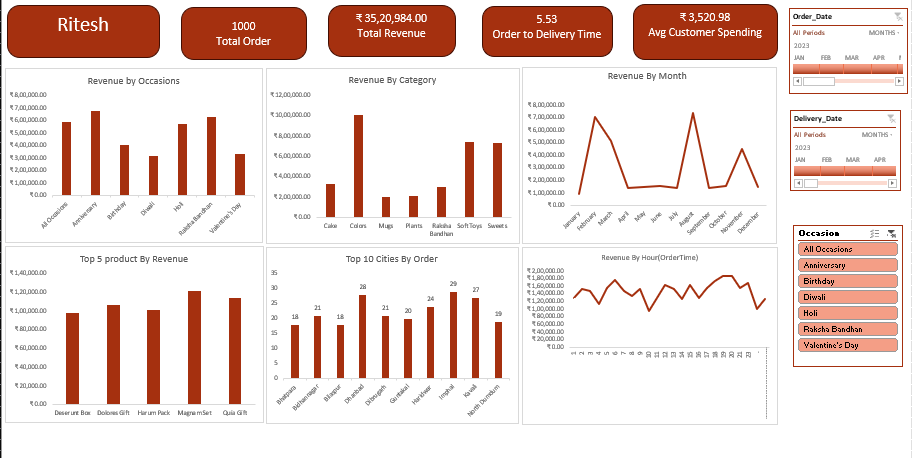 Ritesh
1000
Total Order
₹ 35,20,984.00
Total Revenue
5.53
Order to Delivery Time
₹ 3,520.98
Avg Customer Spending
Order_Date
All Periods MONTHS
2023
JAN FEB MAR APR
Delivery_Date
All Periods MONTHS
2023
JAN FEB MAR APR
Occasion
All Occasions
Anniversary
Birthday
Diwali
Holi
Raksha Bandhan
Valentine's Day
Revenue by Occasions
₹ 8,00,000.00
₹ 7,00,000.00
₹ 6,00,000.00
₹ 5,00,000.00
₹ 4,00,000.00
₹ 3,00,000.00
₹ 2,00,000.00
₹ 1,00,000.00
₹ 0.00
All Occasions Anniversary Birthday Diwali Holi Raksha Bandhan Valentine's Day
Revenue By Category
₹ 12,00,000.00
₹ 10,00,000.00
₹ 8,00,000.00
₹ 6,00,000.00
₹ 4,00,000.00
₹ 2,00,000.00
₹ 0.00
Cake Colors Mugs Plants Raksha Bandhan Soft Toys Sweets
Revenue By Month
₹ 8,00,000.00
₹ 7,00,000.00
₹ 6,00,000.00
₹ 5,00,000.00
₹ 4,00,000.00
₹ 3,00,000.00
₹ 2,00,000.00
₹ 1,00,000.00
₹ 0.00
January February March April May June July August September October November December
Top 5 product By Revenue
₹ 1,40,000.00
₹ 1,20,000.00
₹ 1,00,000.00
₹ 80,000.00
₹ 60,000.00
₹ 40,000.00
₹ 20,000.00
₹ 0.00
Deserunt Box Dolores Gift Harum Pack Magnam Set Quia Gift
Top 10 Cities By Order
35
30
25
20
15
10
5
0
18 21 18 28 21 20 24 29 27 19
Bhatpara Bidhannagar Bilaspur Dhanbad Dibrugarh Guntakal Haridwar Imphal Kavali North Dumdum
Revenue By Hour(OrderTime)
₹ 2,00,000.00
₹ 1,80,000.00
₹ 1,60,000.00
₹ 1,40,000.00
₹ 1,20,000.00
₹ 1,00,000.00
₹ 80,000.00
₹ 60,000.00
₹ 40,000.00
₹ 20,000.00
₹ 0.00
1 2 3 4 5 6 7 8 9 10 11 12 13 14 15 16 17 18 19 20 21 23